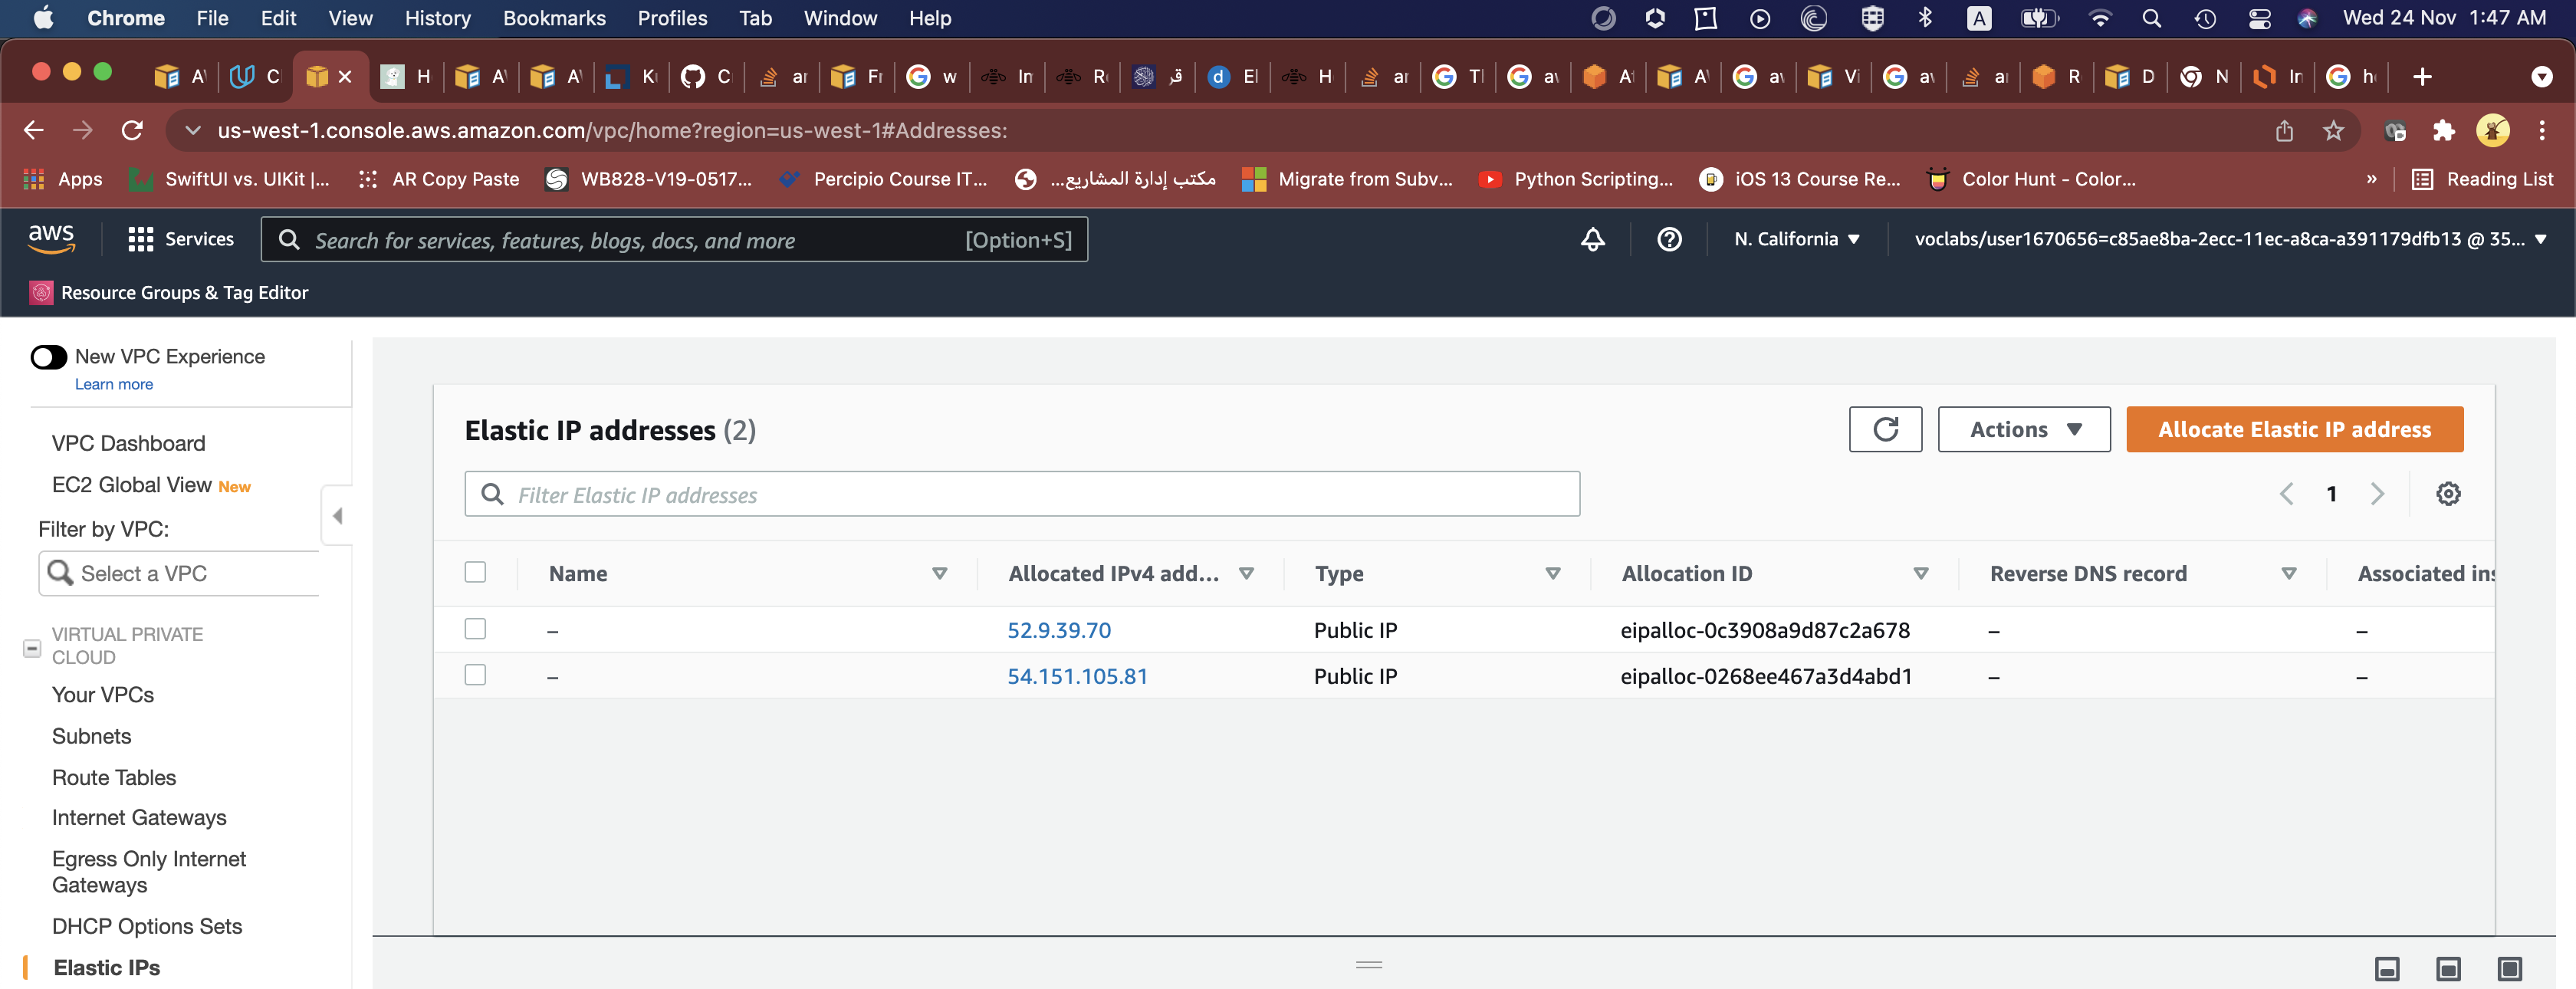 Chrome File Edit View History Bookmarks Profiles Tab Window Help
A Wed 24 Nov 1:47 AM
us-west-1.console.aws.amazon.com/vpc/home?region=us-west-1#Addresses:
Apps SwiftUI vs. UIKit |... AR Copy Paste WB828-V19-0517... Percipio Course IT... مكتب إدارة المشاريع... Migrate from Subv... Python Scripting... iOS 13 Course Re... Color Hunt - Color... » Reading List
aws Services Search for services, features, blogs, docs, and more [Option+S] N. California voclabs/user1670656=c85ae8ba-2ecc-11ec-a8ca-a391179dfb13 @ 35...
Resource Groups & Tag Editor
New VPC Experience
Learn more
VPC Dashboard
EC2 Global View New
Filter by VPC:
Select a VPC
VIRTUAL PRIVATE
CLOUD
Your VPCs
Subnets
Route Tables
Internet Gateways
Egress Only Internet
Gateways
DHCP Options Sets
Elastic IPs
Elastic IP addresses (2) Actions Allocate Elastic IP address
Filter Elastic IP addresses 1
Name Allocated IPv4 add... Type Allocation ID Reverse DNS record Associated ins
– 52.9.39.70 Public IP eipalloc-0c3908a9d87c2a678 – –
– 54.151.105.81 Public IP eipalloc-0268ee467a3d4abd1 – –